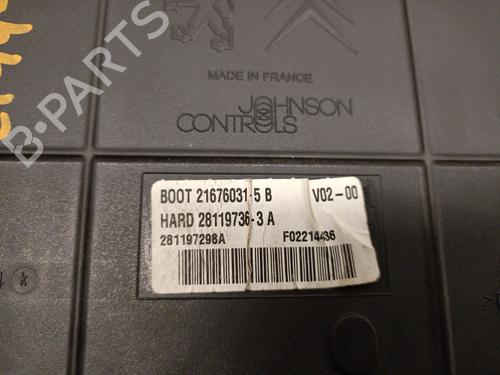 MADE IN FRANCE
JOHNSON
CONTROLS
B-PARTS
BOOT 21676031-5 B V02-00
HARD 28119736-3 A
281197298A F02214436